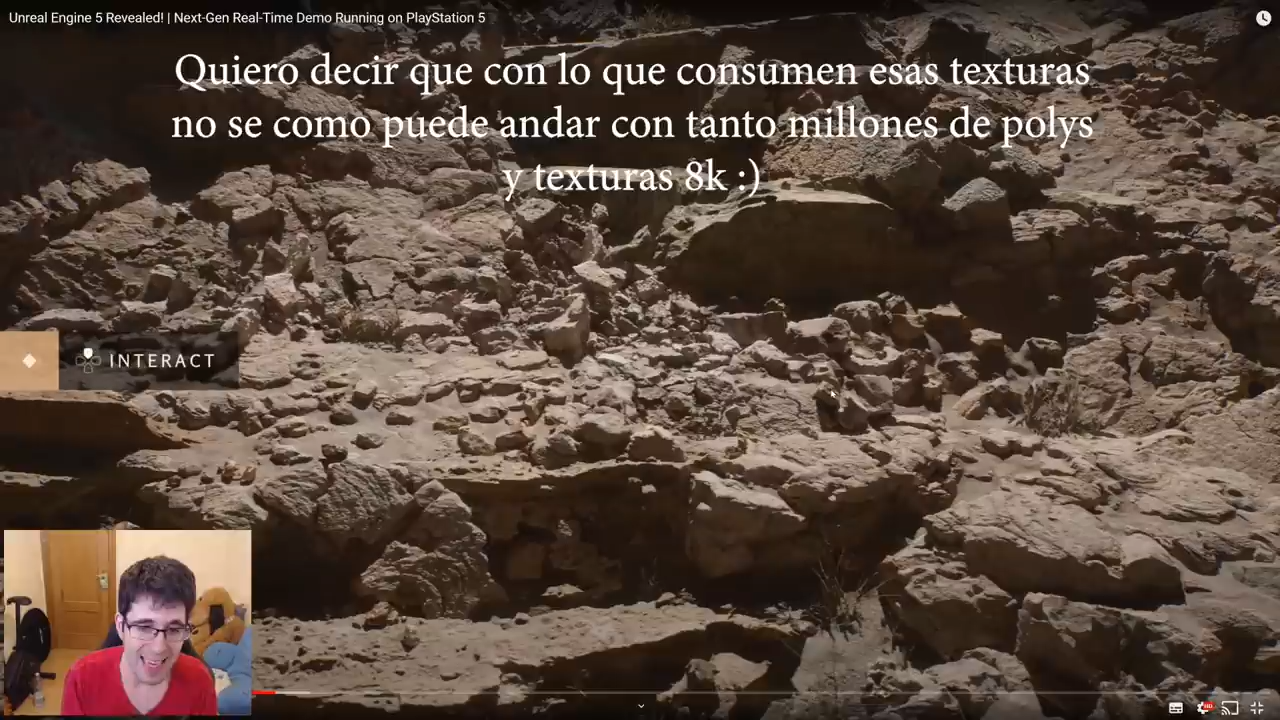 Unreal Engine 5 Revealed! | Next-Gen Real-Time Demo Running on PlayStation 5
Quiero decir que con lo que consumen esas texturas
no se como puede andar con tanto millones de polys
y texturas 8k :)
INTERACT
HD